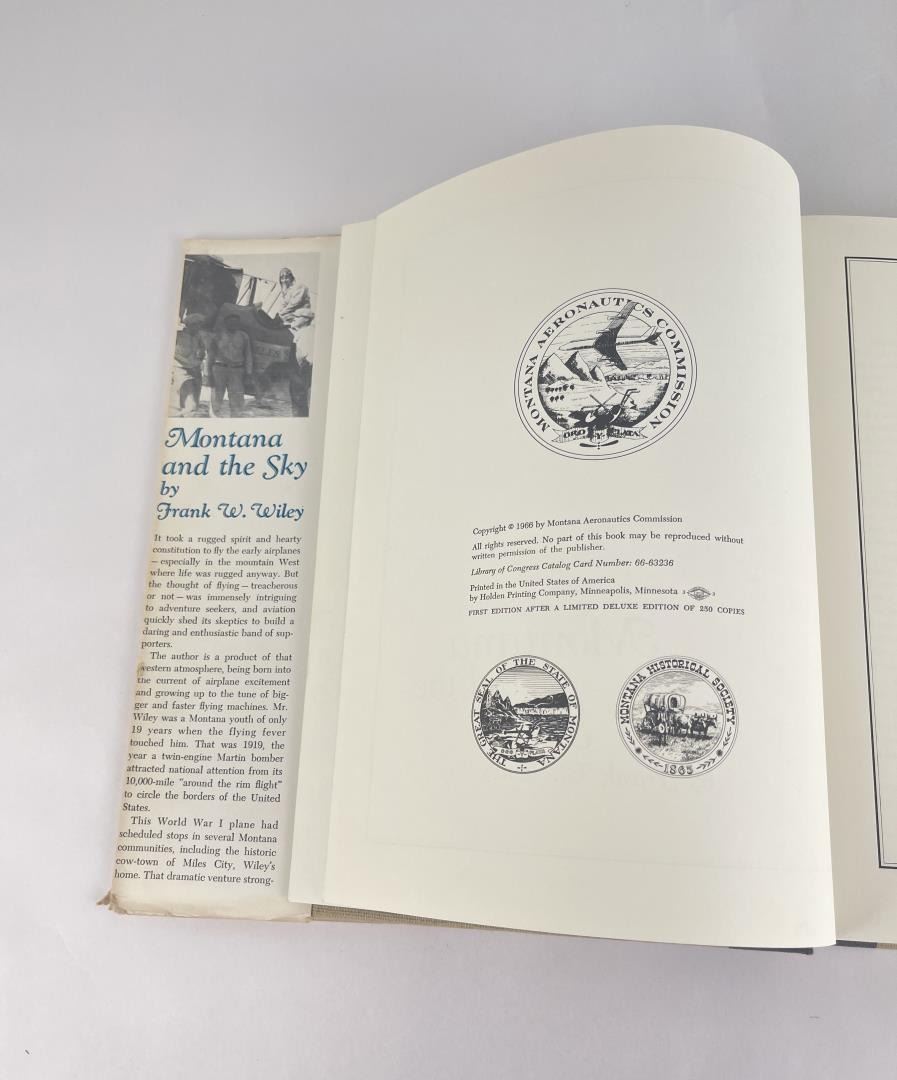 Montana
and the Sky
by
Frank W. Wiley
It took a rugged spirit and hearty
constitution to fly the early airplanes
—especially in the mountain West
where life was rugged anyway. But
the thought of flying—treacherous
or not—was immensely intriguing
to adventure seekers, and aviation
quickly shed its skeptics to build a
daring and enthusiastic band of sup-
porters.
The author is a product of that
western atmosphere, being born into
the current of airplane excitement
and growing up to the tune of big-
ger and faster flying machines. Mr.
Wiley was a Montana youth of only
19 years when the flying fever
touched him. That was 1919, the
year a twin-engine Martin bomber
attracted national attention from its
10,000-mile "around the rim flight"
to circle the borders of the United
States.
This World War I plane had
scheduled stops in several Montana
communities, including the historic
cow-town of Miles City, Wiley's
home. That dramatic venture strong-
MONTANA AERONAUTICS COMMISSION
ORO Y PLATA
Copyright © 1966 by Montana Aeronautics Commission
All rights reserved. No part of this book may be reproduced without
written permission of the publisher.
Library of Congress Catalog Card Number: 66-63236
Printed in the United States of America
by Holden Printing Company, Minneapolis, Minnesota
FIRST EDITION AFTER A LIMITED DELUXE EDITION OF 250 COPIES
THE GREAT SEAL OF THE STATE OF MONTANA
MONTANA HISTORICAL SOCIETY
1865